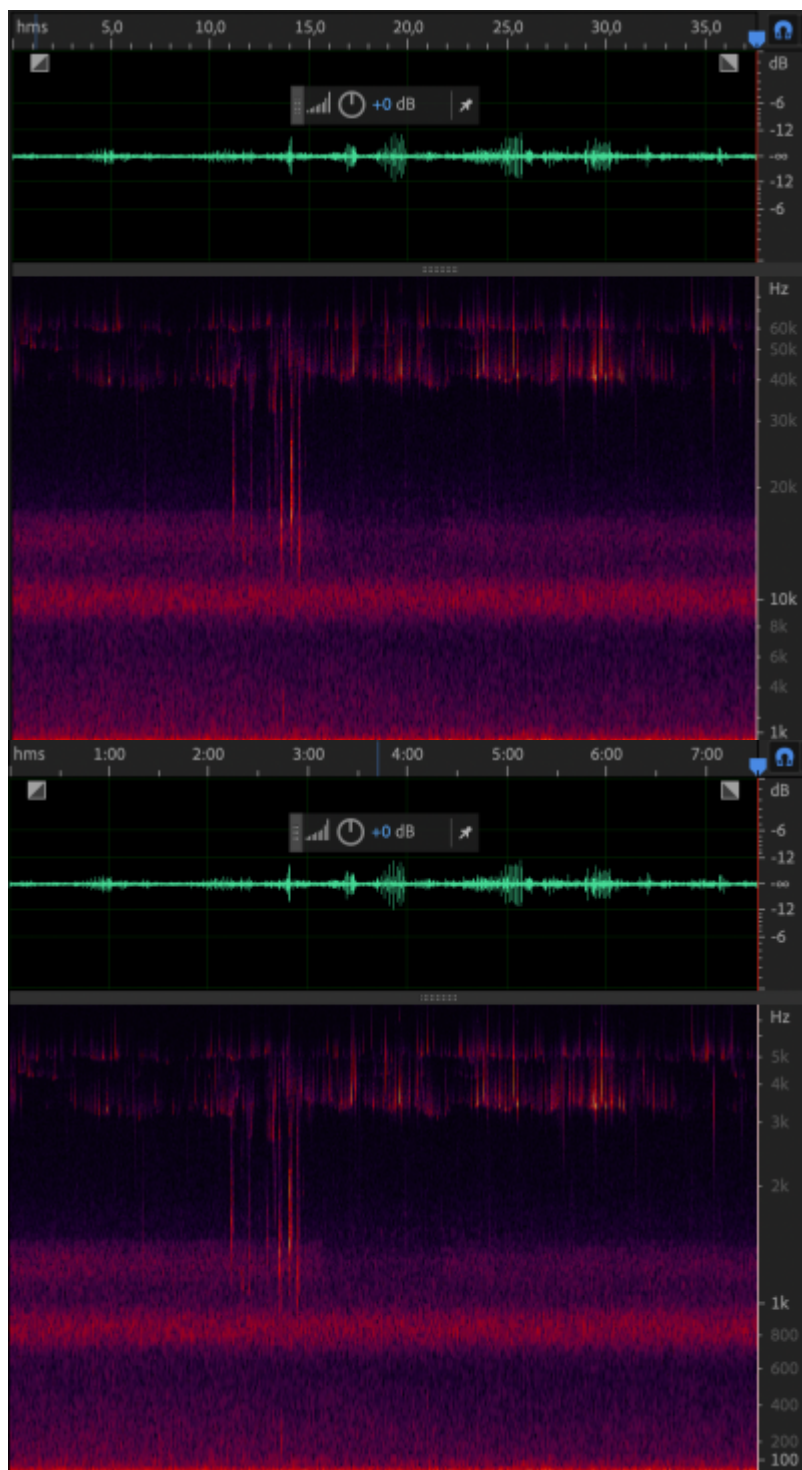 hms 5,0 10,0 15,0 20,0 25,0 30,0 35,0
dB
+0 dB
-6
-12
-∞
-12
-6
Hz
60k
50k
40k
30k
20k
10k
8k
6k
4k
1k
hms 1:00 2:00 3:00 4:00 5:00 6:00 7:00
dB
+0 dB
-6
-12
-∞
-12
-6
Hz
5k
4k
3k
2k
1k
800
600
400
200
100